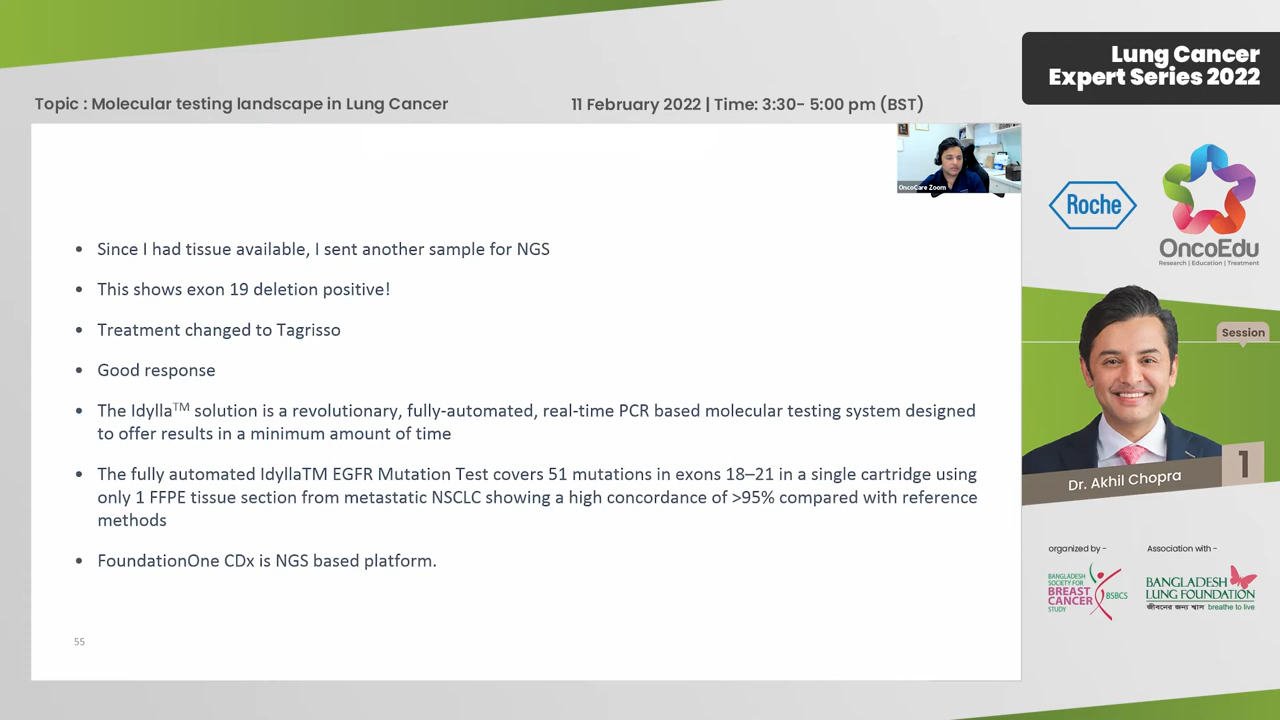 Lung Cancer
Expert Series 2022
Topic : Molecular testing landscape in Lung Cancer
11 February 2022 | Time: 3:30- 5:00 pm (BST)
OncoCare Zoom
• Since I had tissue available, I sent another sample for NGS
• This shows exon 19 deletion positive!
• Treatment changed to Tagrisso
• Good response
• The Idylla™ solution is a revolutionary, fully-automated, real-time PCR based molecular testing system designed
to offer results in a minimum amount of time
• The fully automated IdyllaTM EGFR Mutation Test covers 51 mutations in exons 18–21 in a single cartridge using
only 1 FFPE tissue section from metastatic NSCLC showing a high concordance of >95% compared with reference
methods
• FoundationOne CDx is NGS based platform.
55
Roche
OncoEdu
Research | Education | Treatment
Session
1
Dr. Akhil Chopra
organized by -
BANGLADESH
SOCIETY FOR
BREAST
CANCER
STUDY
BSBCS
Association with -
BANGLADESH
LUNG FOUNDATION
জীবনের জন্য শ্বাস breathe to live